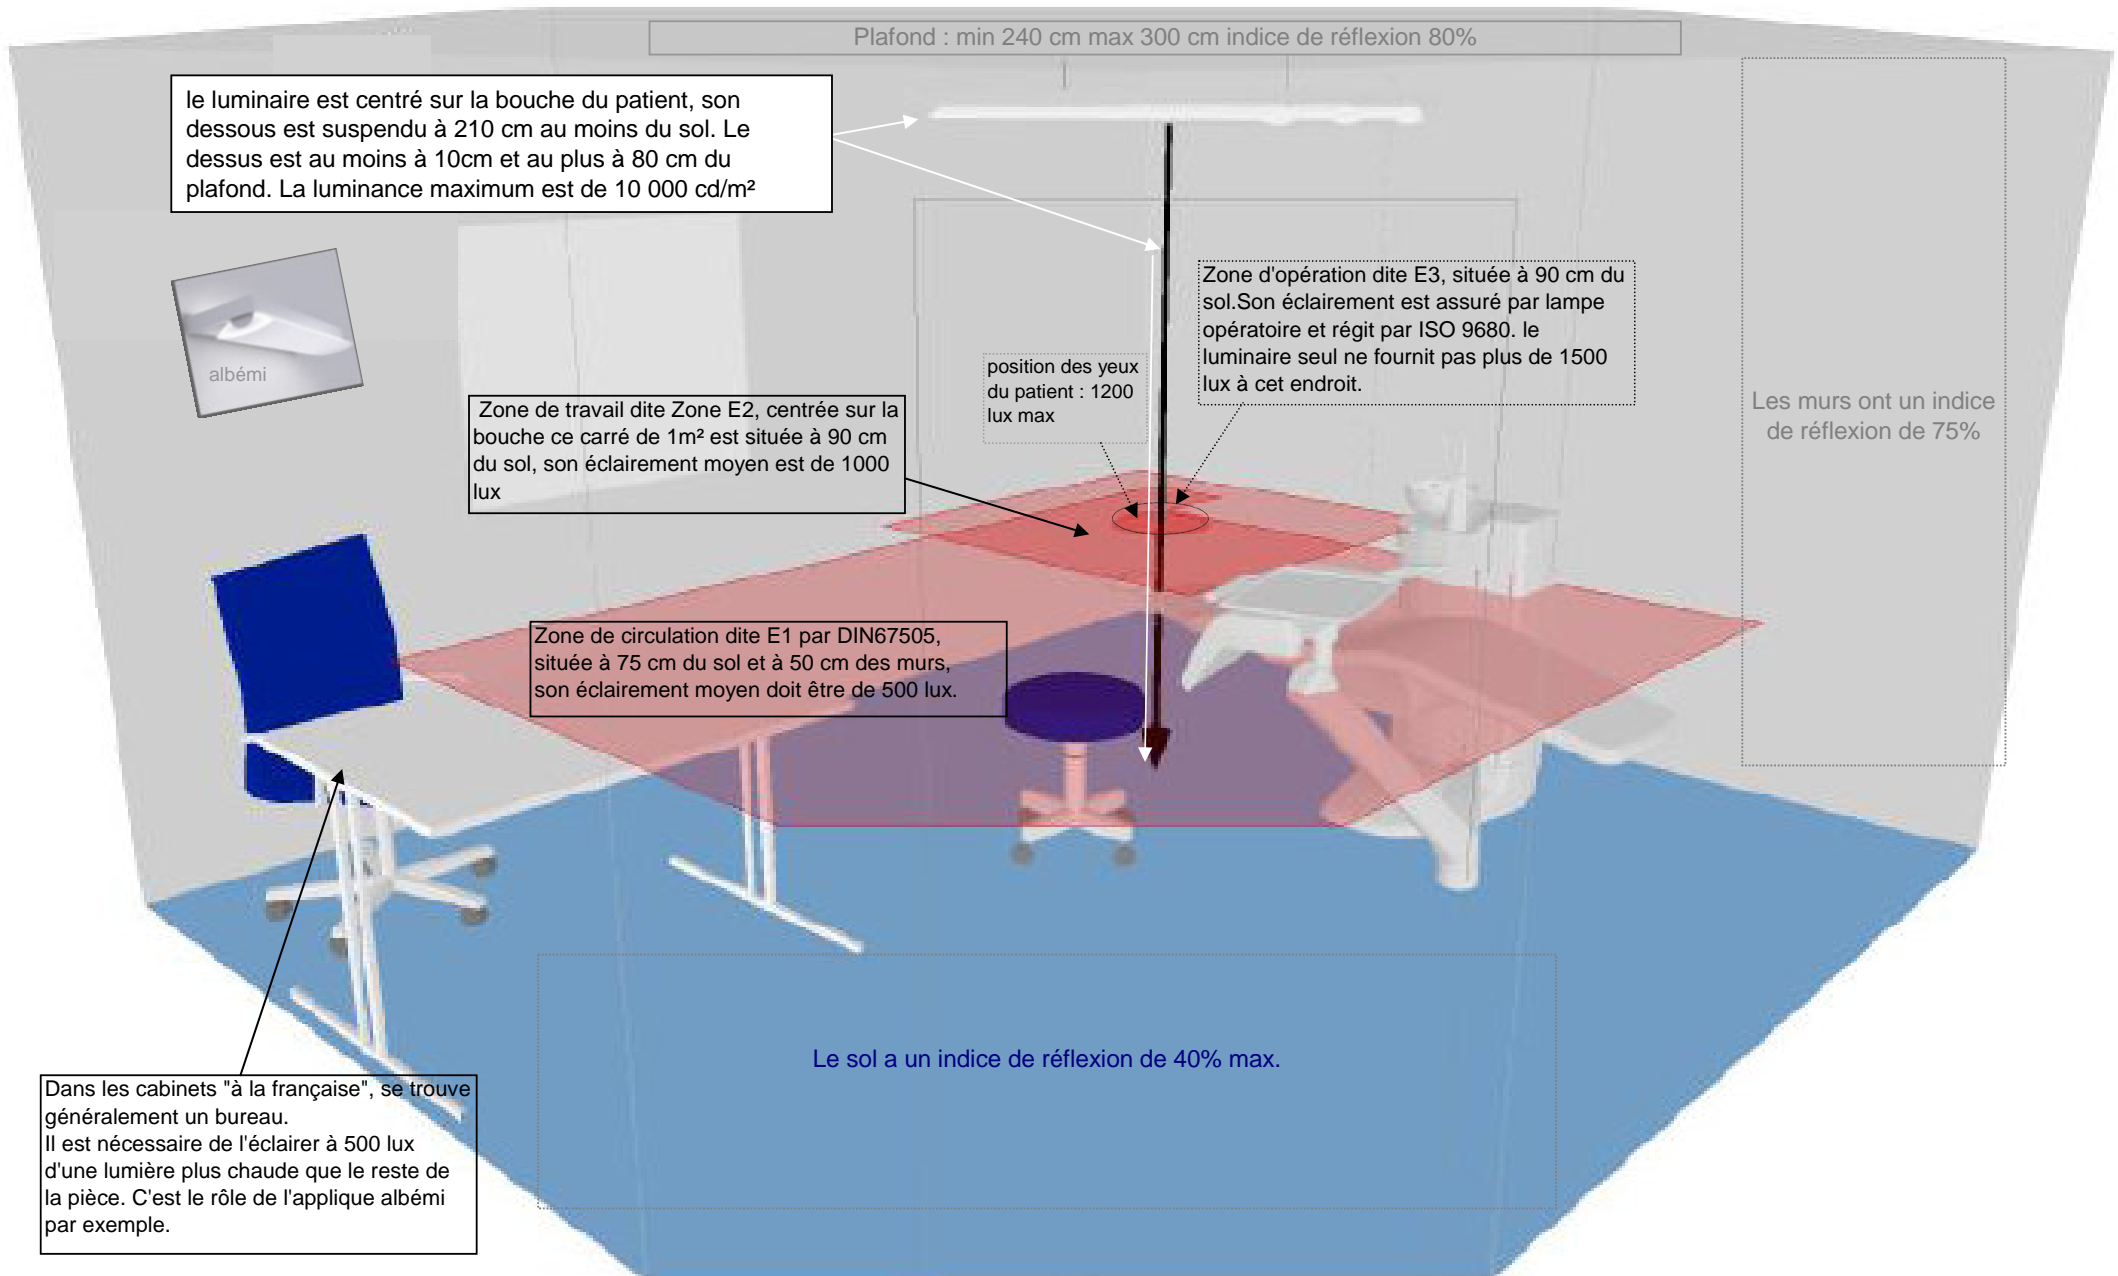 Plafond : min 240 cm max 300 cm indice de réflexion 80%
le luminaire est centré sur la bouche du patient, son
dessous est suspendu à 210 cm au moins du sol. Le
dessus est au moins à 10cm et au plus à 80 cm du
plafond. La luminance maximum est de 10 000 cd/m²
albémi
Zone d'opération dite E3, située à 90 cm du
sol.Son éclairement est assuré par lampe
opératoire et régit par ISO 9680. le
luminaire seul ne fournit pas plus de 1500
lux à cet endroit.
position des yeux
du patient : 1200
lux max
Zone de travail dite Zone E2, centrée sur la
bouche ce carré de 1m² est située à 90 cm
du sol, son éclairement moyen est de 1000
lux
Les murs ont un indice
de réflexion de 75%
Zone de circulation dite E1 par DIN67505,
située à 75 cm du sol et à 50 cm des murs,
son éclairement moyen doit être de 500 lux.
Le sol a un indice de réflexion de 40% max.
Dans les cabinets "à la française", se trouve
généralement un bureau.
Il est nécessaire de l'éclairer à 500 lux
d'une lumière plus chaude que le reste de
la pièce. C'est le rôle de l'applique albémi
par exemple.